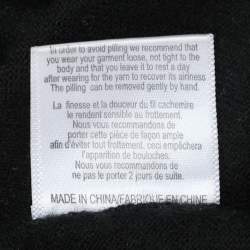 In order to avoid pilling we recommend that
you wear your garment loose, not tight to the
body and that you leave it to rest a day
after wearing for the yarn to recover its airiness.
The pilling can be removed gently by hand.
La finesse et la douceur du fil cachemire
le rendent sensible au frottement.
Nous vous recommandons de
porter cette pièce de façon ample
afin d'éviter tout frottement, ceci empêchera
l'apparition de bouloches.
Nous vous recommandons de
ne pas le porter 2 jours de suite.
MADE IN CHINA/FABRIQUE EN CHINE